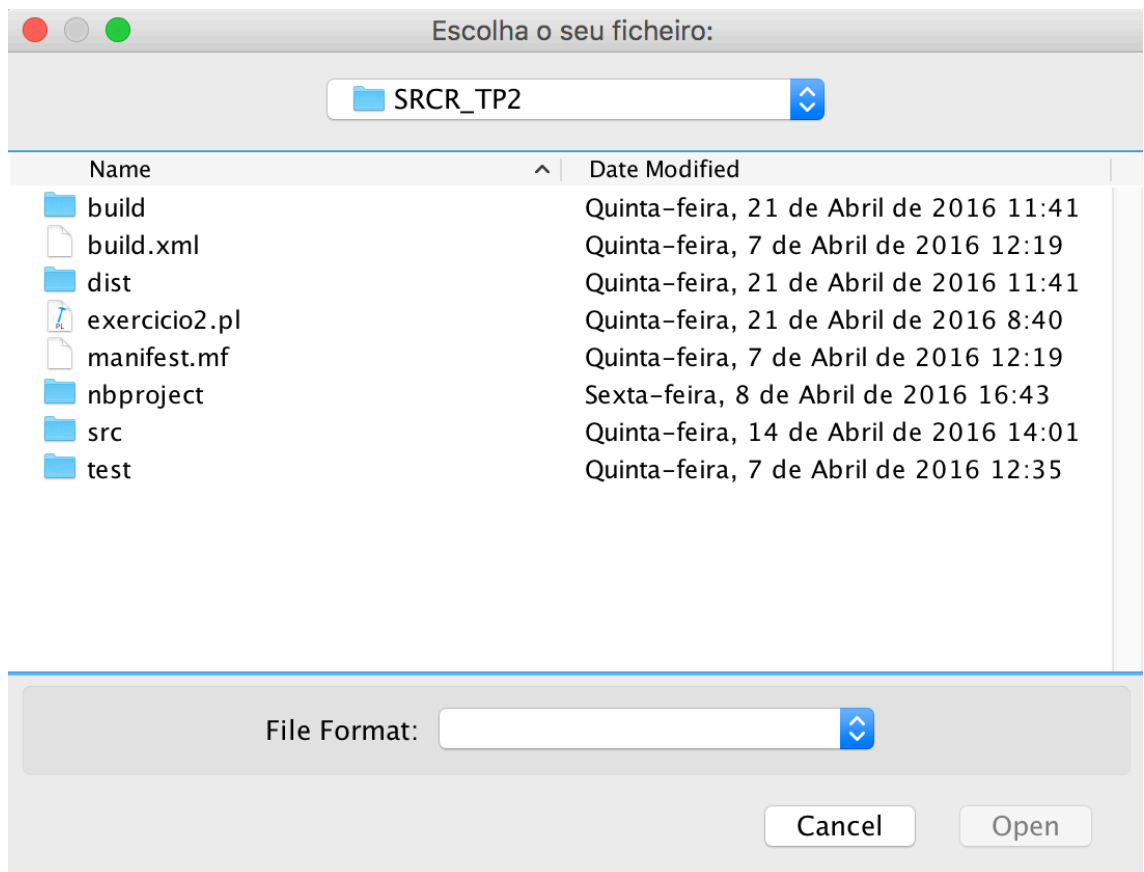 Escolha o seu ficheiro:
SRCR_TP2
Name Date Modified
build Quinta-feira, 21 de Abril de 2016 11:41
build.xml Quinta-feira, 7 de Abril de 2016 12:19
dist Quinta-feira, 21 de Abril de 2016 11:41
exercicio2.pl Quinta-feira, 21 de Abril de 2016 8:40
manifest.mf Quinta-feira, 7 de Abril de 2016 12:19
nbproject Sexta-feira, 8 de Abril de 2016 16:43
src Quinta-feira, 14 de Abril de 2016 14:01
test Quinta-feira, 7 de Abril de 2016 12:35
File Format:
Cancel Open